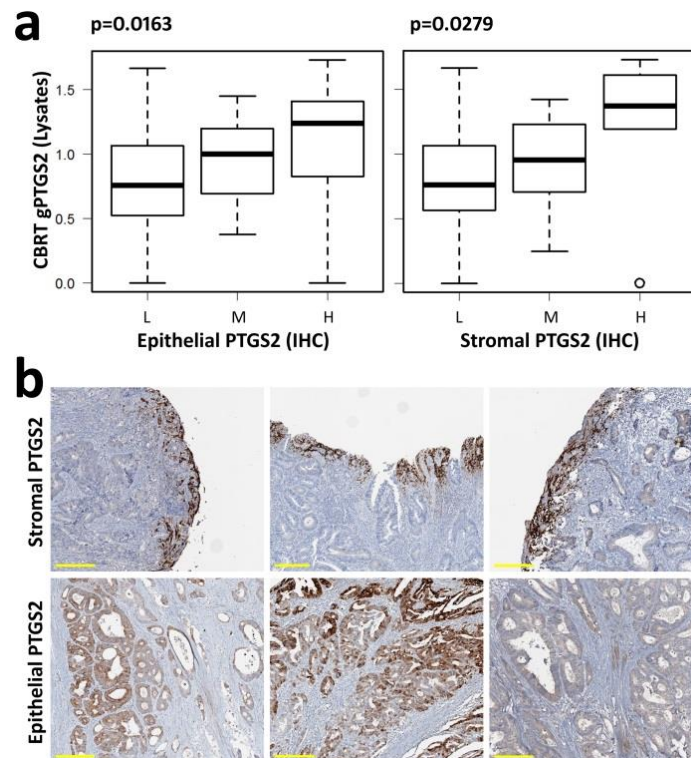 a
p=0.0163
p=0.0279
CBRT gPTGS2 (Lysates)
1.5
1.0
0.5
0.0
L M H
L M H
Epithelial PTGS2 (IHC)
Stromal PTGS2 (IHC)
b
Stromal PTGS2
Epithelial PTGS2